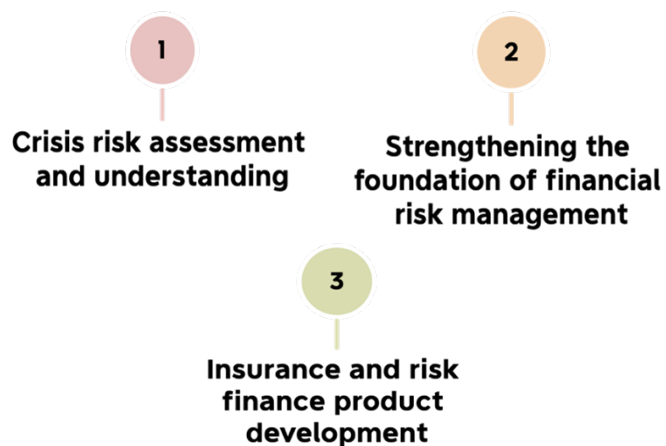 1
Crisis risk assessment
and understanding
2
Strengthening the
foundation of financial
risk management
3
Insurance and risk
finance product
development